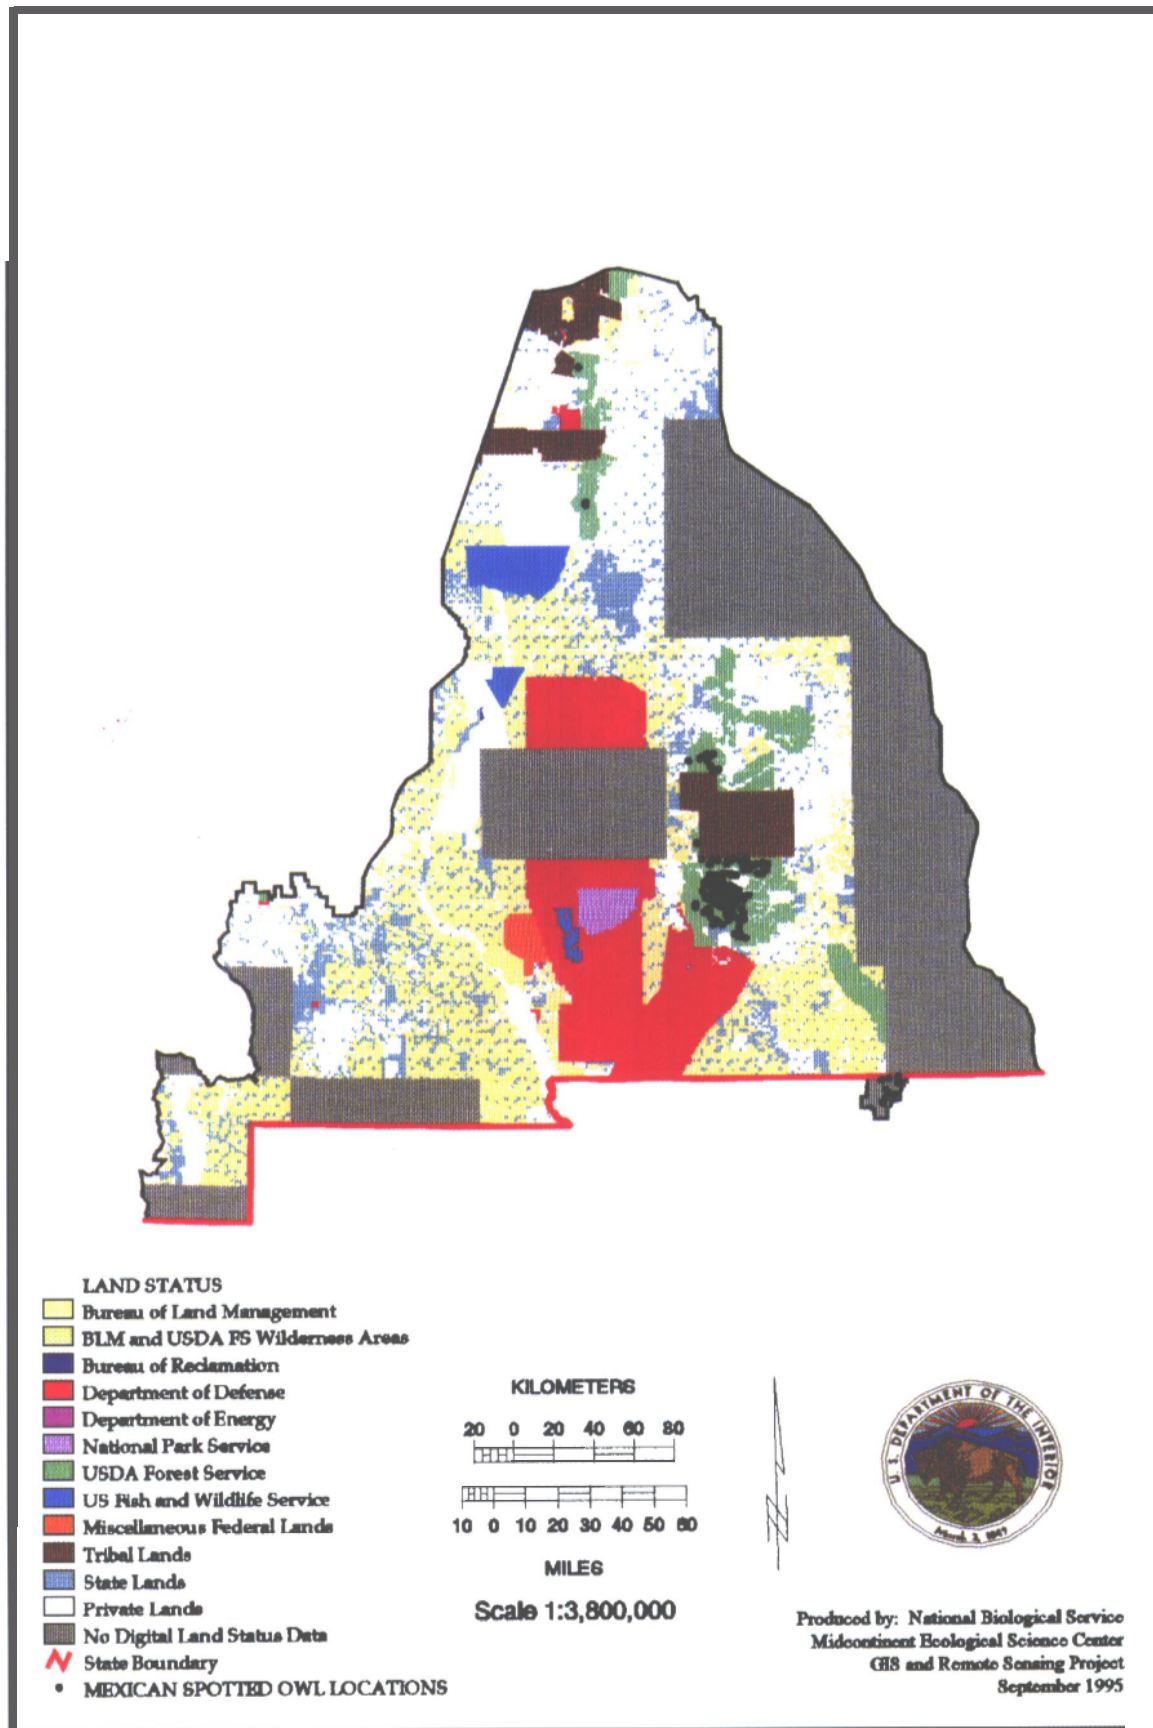 LAND STATUS
Bureau of Land Management
BLM and USDA FS Wilderness Areas
Bureau of Reclamation
Department of Defense
Department of Energy
National Park Service
USDA Forest Service
US Fish and Wildlife Service
Miscellaneous Federal Lands
Tribal Lands
State Lands
Private Lands
No Digital Land Status Data
State Boundary
MEXICAN SPOTTED OWL LOCATIONS
KILOMETERS
20 0 20 40 60 80
10 0 10 20 30 40 50 60
MILES
Scale 1:3,800,000
U.S. DEPARTMENT OF THE INTERIOR
March 3, 1849
Produced by: National Biological Service
Midcontinent Ecological Science Center
GIS and Remote Sensing Project
September 1995